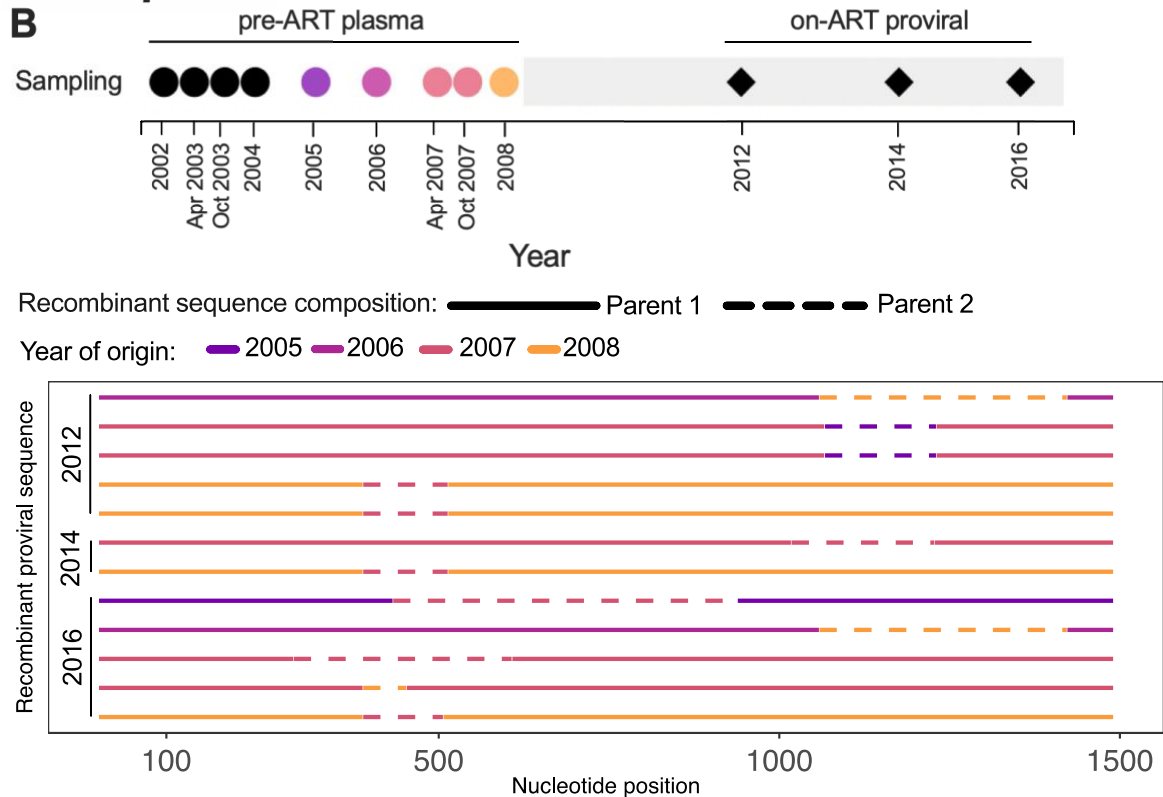 B
pre-ART plasma
on-ART proviral
Sampling
2002
Apr 2003
Oct 2003
2004
2005
2006
Apr 2007
Oct 2007
2008
2012
2014
2016
Year
Recombinant sequence composition: Parent 1 Parent 2
Year of origin: 2005 2006 2007 2008
Recombinant proviral sequence
2012
2014
2016
100 500 1000 1500
Nucleotide position